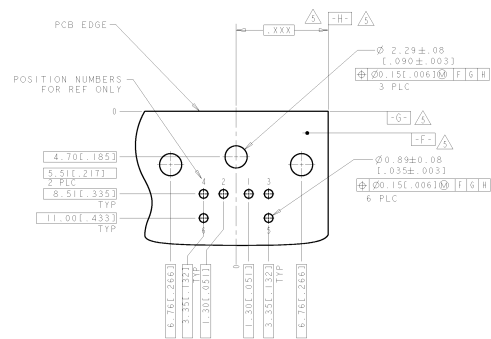 5 -H- 5
PCB EDGE
.XXX
Ø 2.29±.08
[.090±.003]
⌖ Ø0.15[.006]Ⓜ F G H
3 PLC
POSITION NUMBERS
FOR REF ONLY
0
-G- 5
-F- 5
4.70[.185]
5.51[.217]
2 PLC
8.51[.335]
TYP
11.00[.433]
TYP
Ø0.89±0.08
[.035±.003]
⌖ Ø0.15[.006]Ⓜ F G H
6 PLC
4 2 1 3
6 5
6.76[.266]
3.35[.132]
TYP
1.30[.051]
1.30[.051]
3.35[.132]
TYP
6.76[.266]